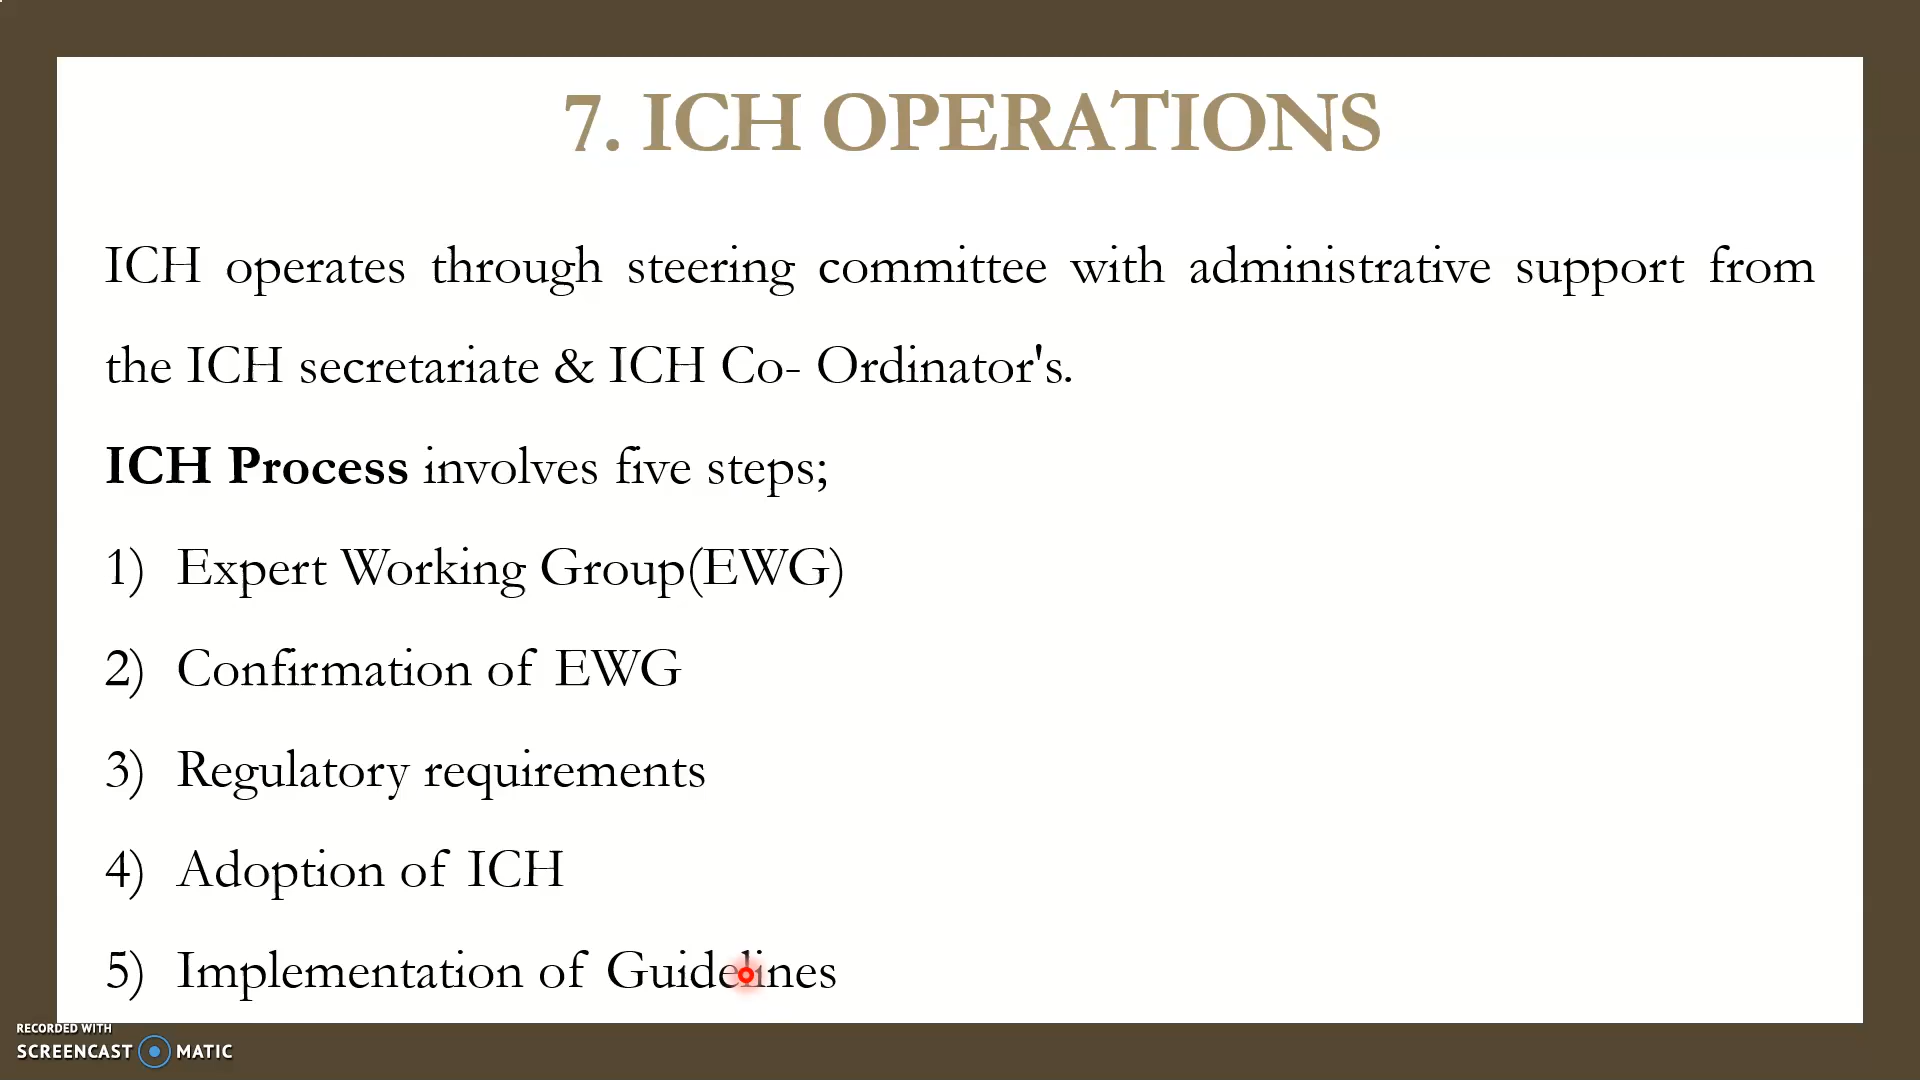 7. ICH OPERATIONS
ICH operates through steering committee with administrative support from
the ICH secretariate & ICH Co- Ordinator's.
ICH Process involves five steps;
1) Expert Working Group(EWG)
2) Confirmation of EWG
3) Regulatory requirements
4) Adoption of ICH
5) Implementation of Guidelines
RECORDED WITH
SCREENCAST MATIC